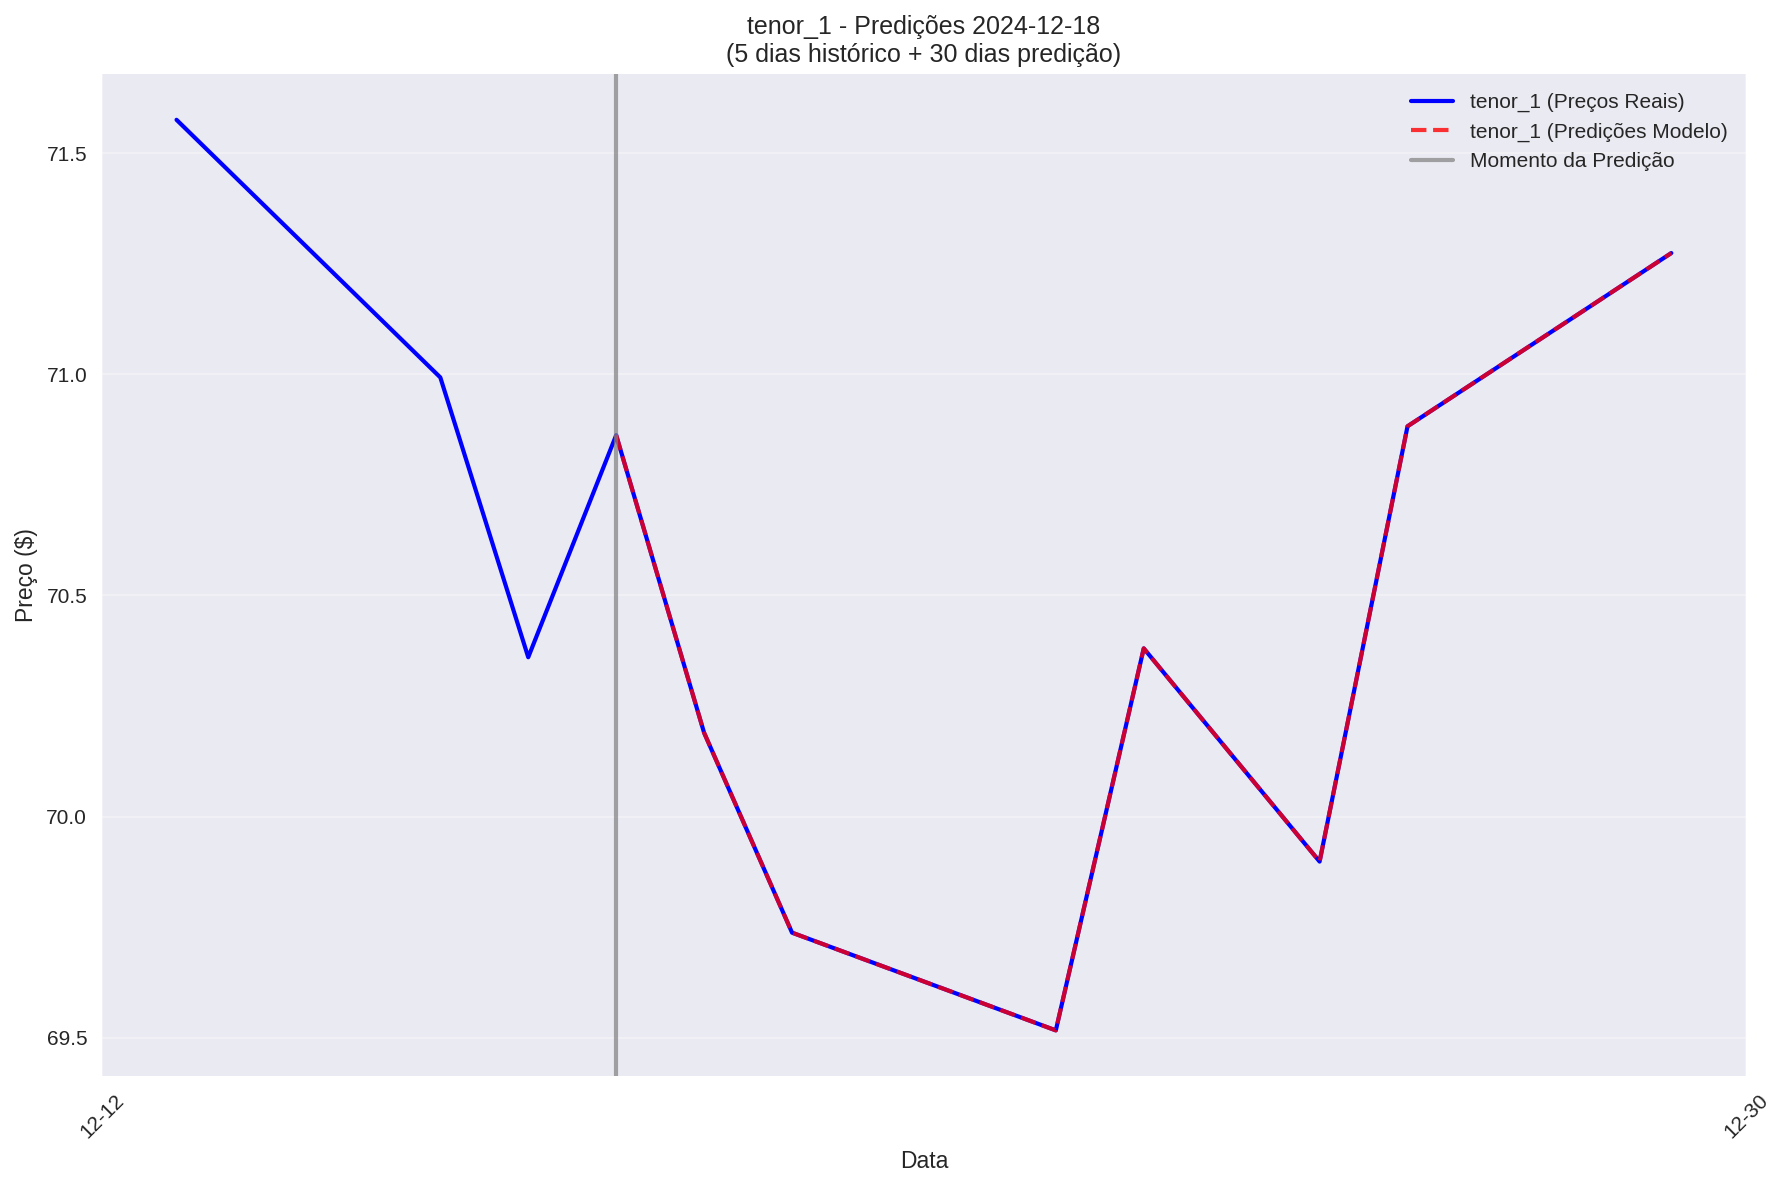 tenor_1 - Predições 2024-12-18
(5 dias histórico + 30 dias predição)
tenor_1 (Preços Reais)
tenor_1 (Predições Modelo)
Momento da Predição
Preço ($)
71.5
71.0
70.5
70.0
69.5
12-12
12-30
Data